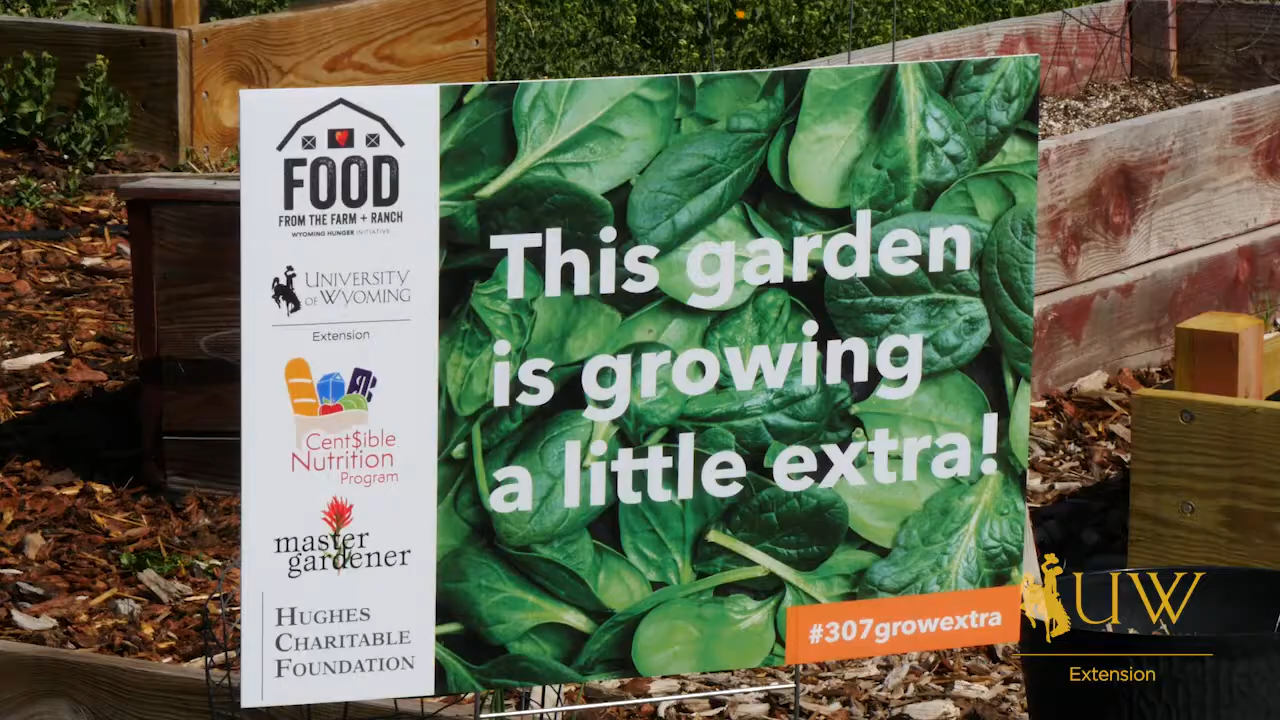 FOOD
FROM THE FARM + RANCH
WYOMING HUNGER INITIATIVE
UNIVERSITY
OF WYOMING
Extension
Cent$ible
Nutrition
Program
master
gardener
HUGHES
CHARITABLE
FOUNDATION
This garden
is growing
a little extra!
#307growextra
UW
Extension